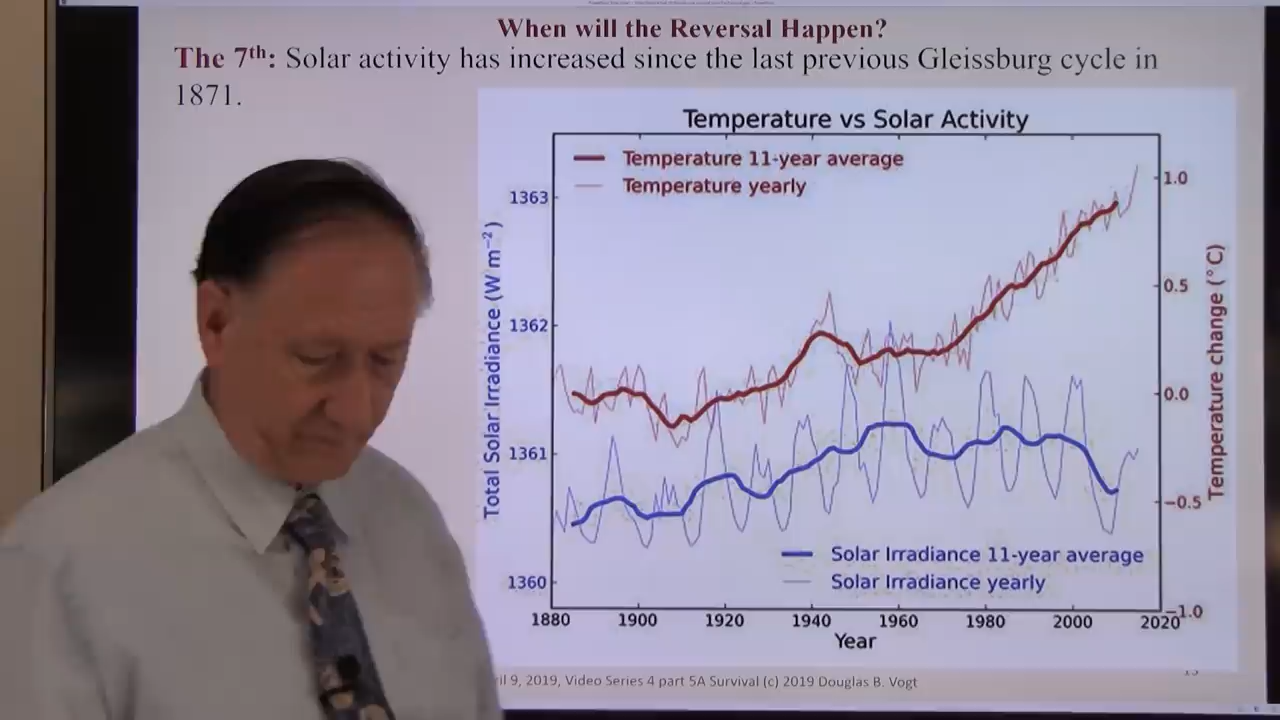 When will the Reversal Happen?
The 7th: Solar activity has increased since the last previous Gleissburg cycle in
1871.
Temperature vs Solar Activity
Temperature 11-year average
Temperature yearly
1363
1362
1361
1360
Total Solar Irradiance (W m−2)
1.0
0.5
0.0
−0.5
−1.0
Temperature change (°C)
Solar Irradiance 11-year average
Solar Irradiance yearly
1880 1900 1920 1940 1960 1980 2000 2020
Year
9, 2019, Video Series 4 part 5A Survival (c) 2019 Douglas B. Vogt